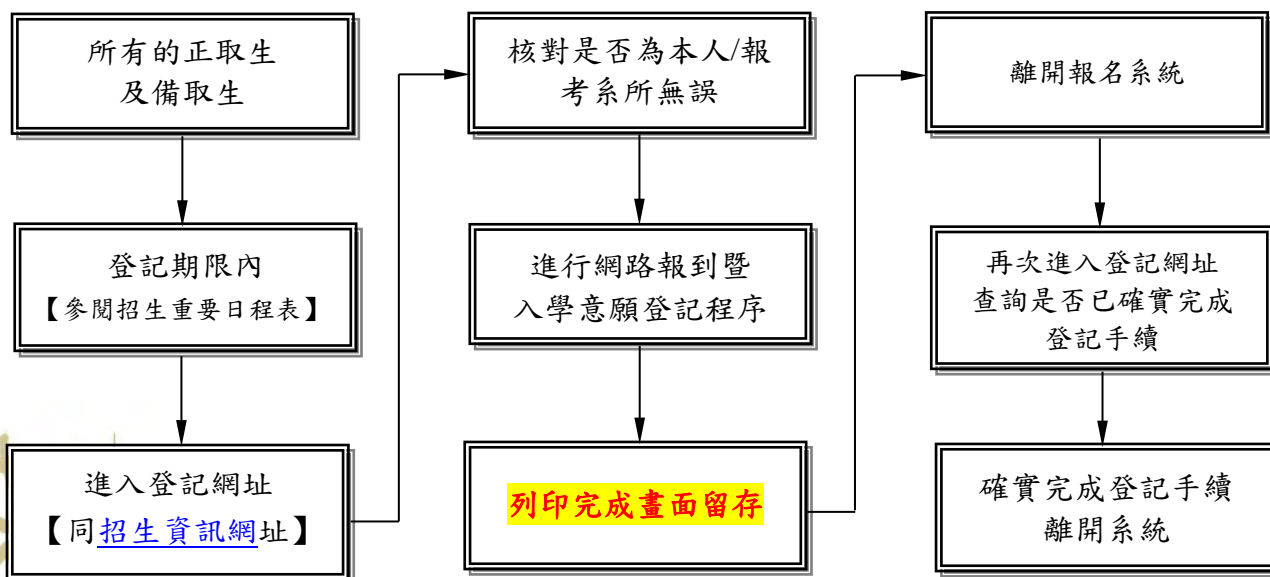 所有的正取生
及備取生
登記期限內
【參閱招生重要日程表】
進入登記網址
【同招生資訊網址】
核對是否為本人/報
考系所無誤
進行網路報到暨
入學意願登記程序
列印完成畫面留存
離開報名系統
再次進入登記網址
查詢是否已確實完成
登記手續
確實完成登記手續
離開系統